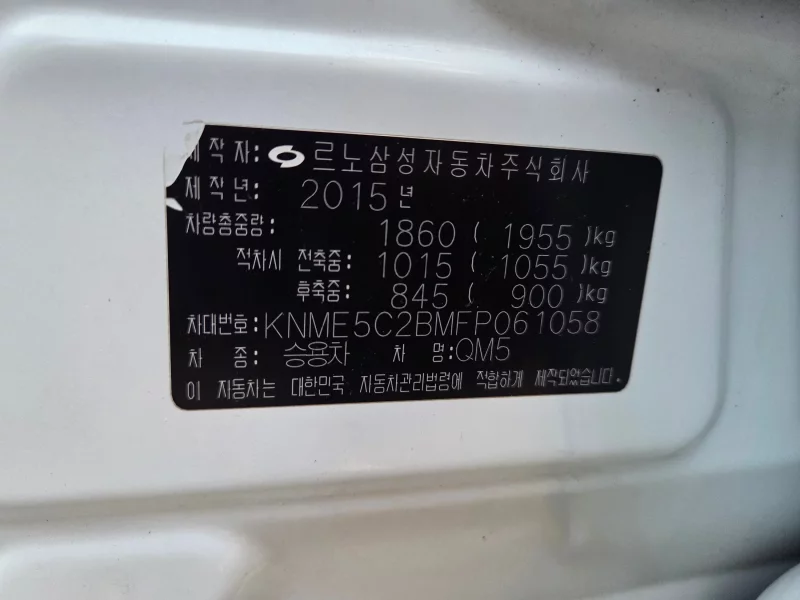 제작자: 르노삼성자동차주식회사
제작년: 2015년
차량총중량: 1860 ( 1955 )kg
적차시 전축중: 1015 ( 1055 )kg
후축중: 845 ( 900 )kg
차대번호: KNME5C2BMFP061058
차 종: 승용차 차 명: QM5
이 자동차는 대한민국 자동차관리법령에 적합하게 제작되었습니다.